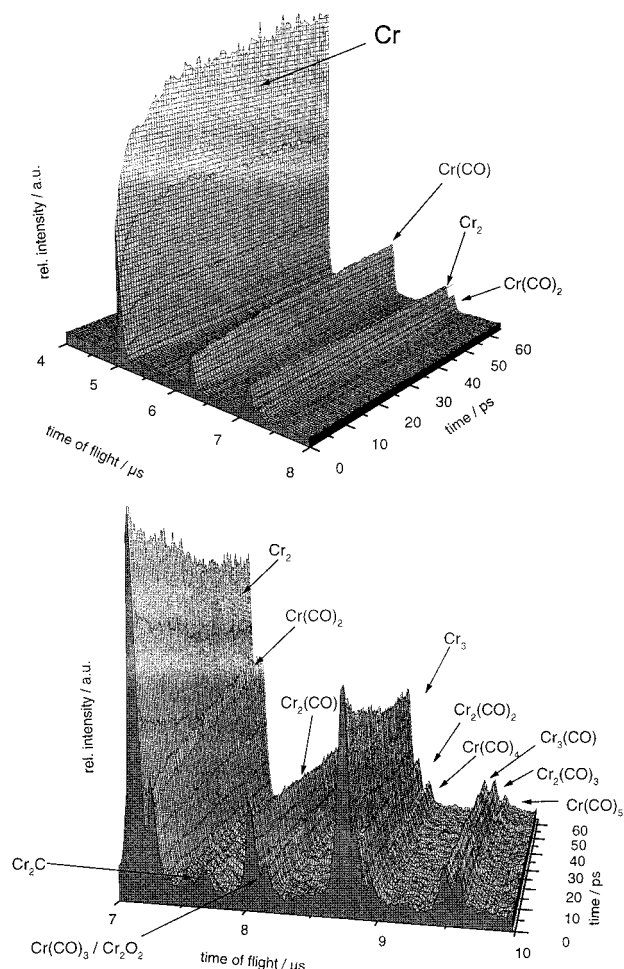 Cr
Cr(CO)
Cr₂
Cr(CO)₂
rel. intensity / a.u.
4
5
6
7
8
time of flight / µs
0
10
20
30
40
50
60
time / ps
Cr₂
Cr(CO)₂
Cr₂(CO)
Cr₃
Cr₂(CO)₂
Cr(CO)₄
Cr₃(CO)
Cr₂(CO)₃
Cr(CO)₅
rel. intensity / a.u.
Cr₂C
Cr(CO)₃ / Cr₂O₂
7
8
9
10
time of flight / µs
0
10
20
30
40
50
60
time / ps